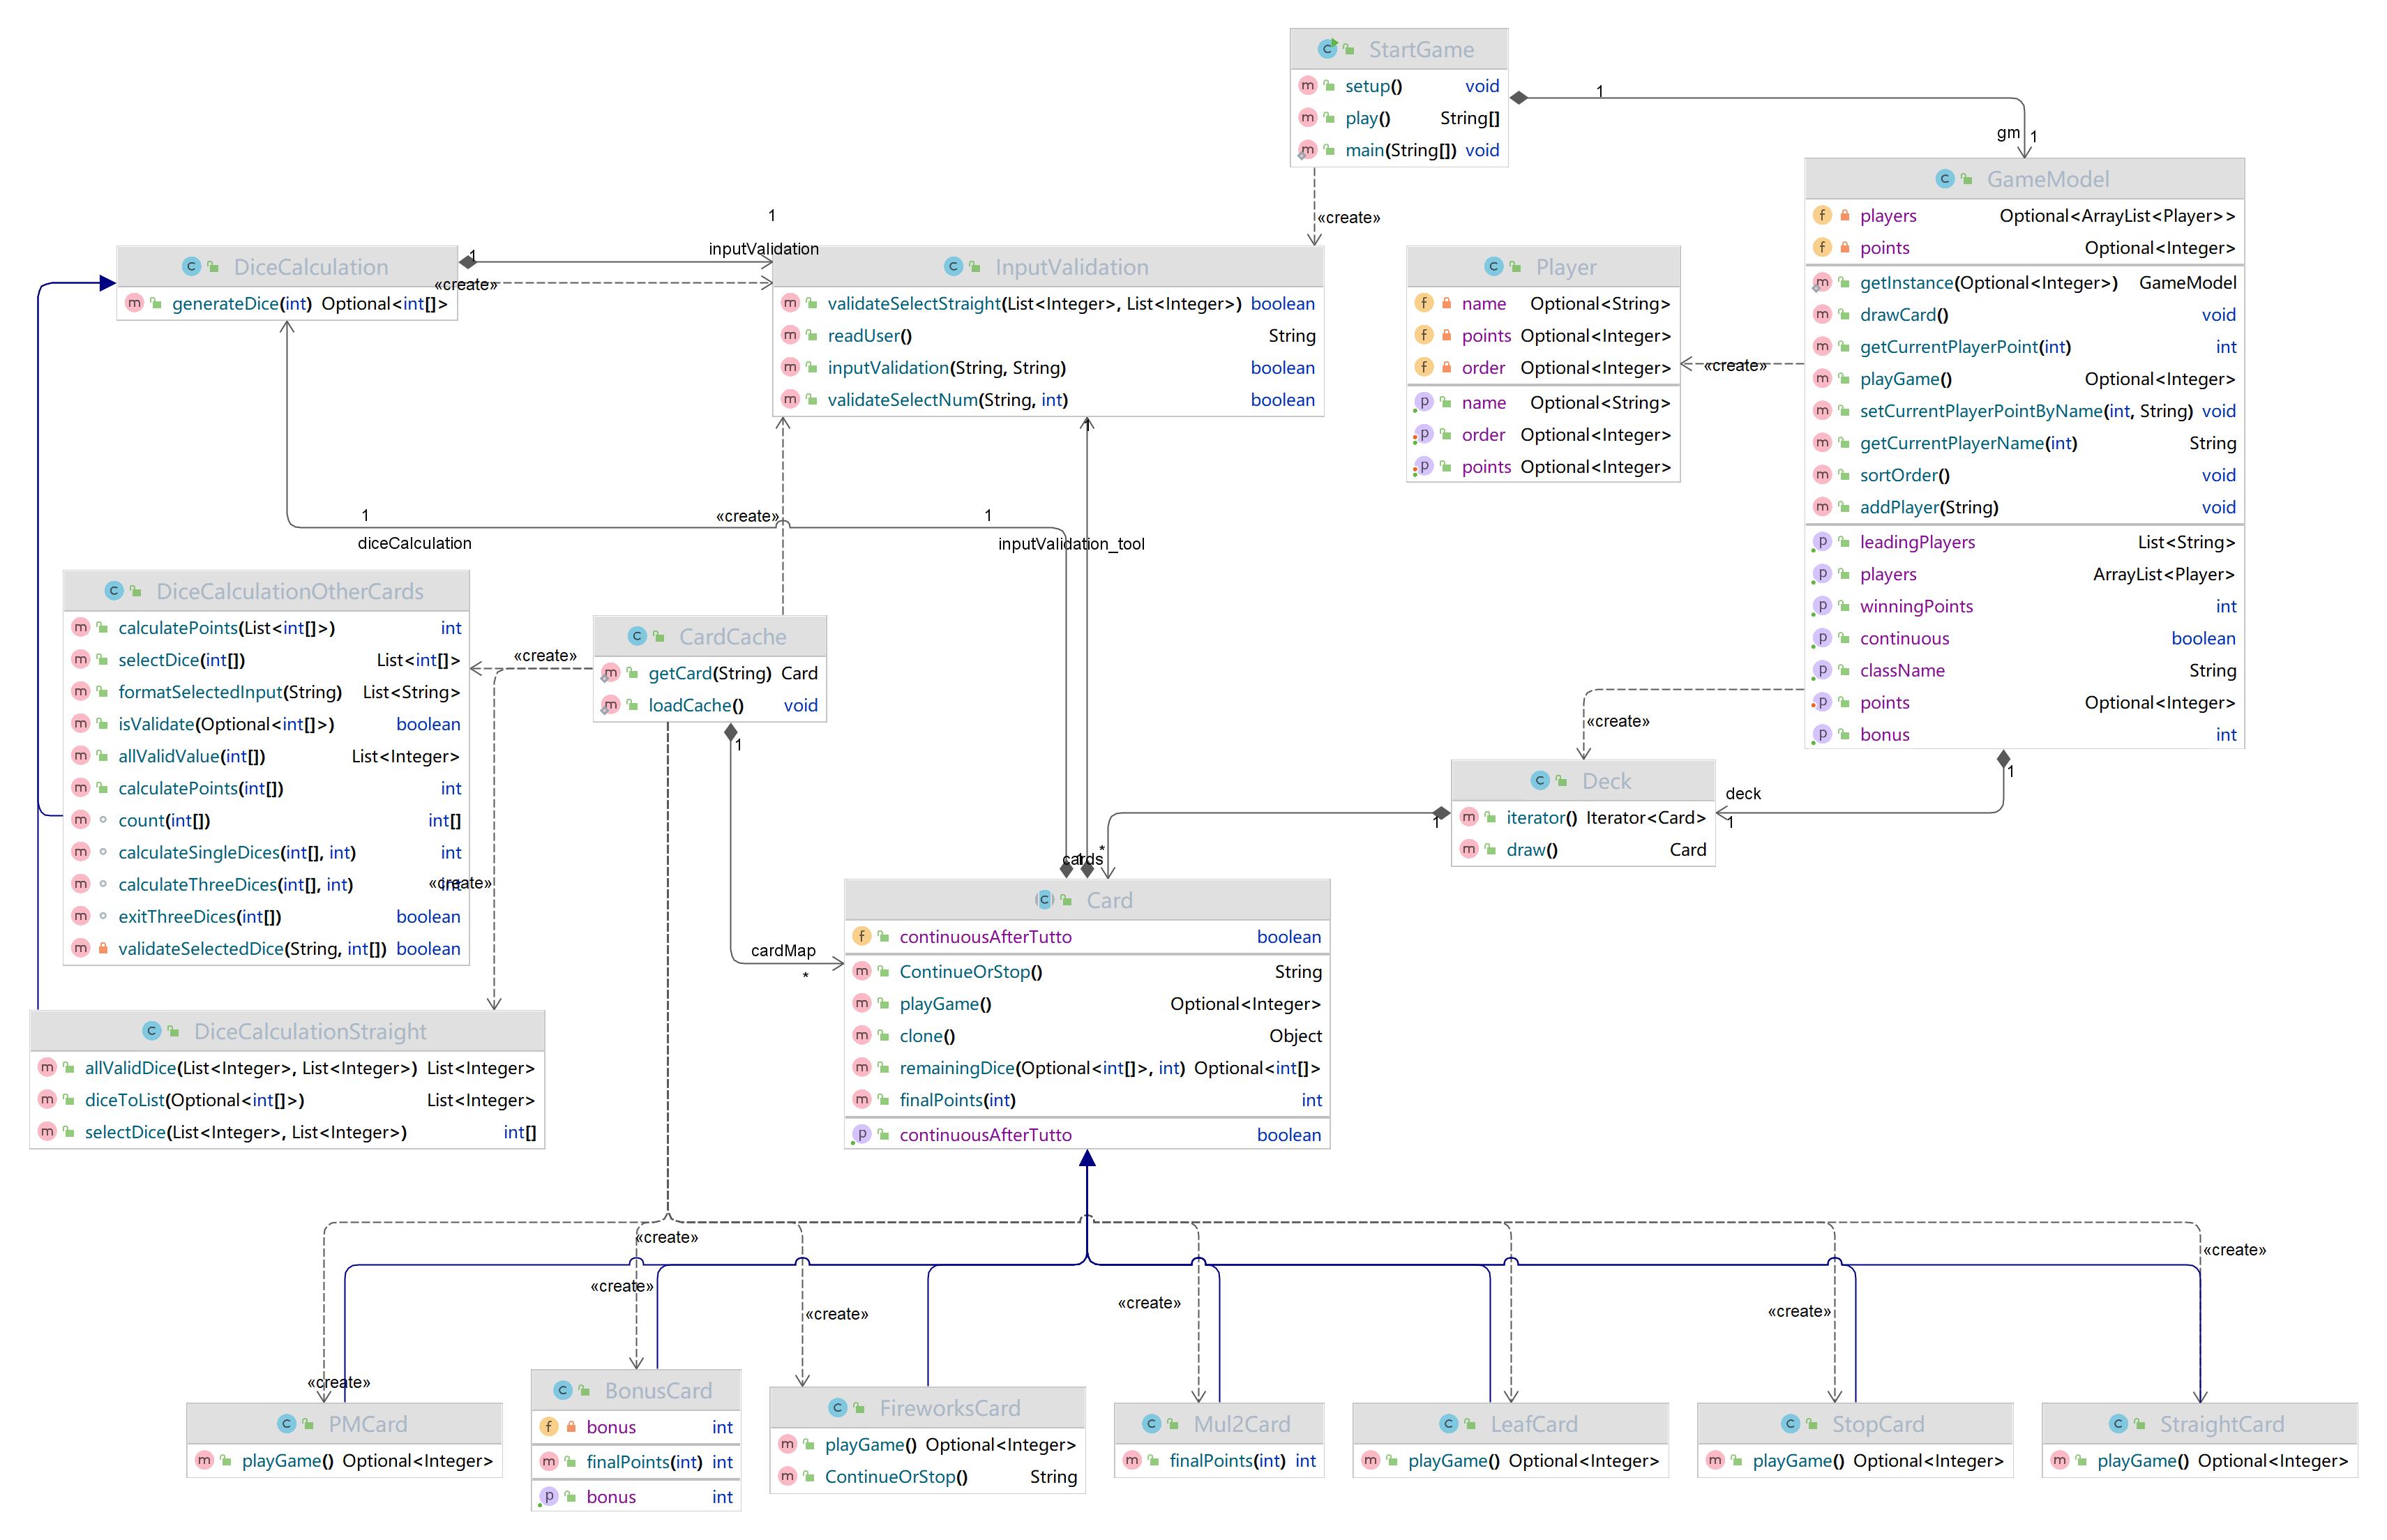 StartGame
setup() void
play() String[]
main(String[]) void
1
gm 1
«create»
GameModel
players Optional<ArrayList<Player>>
points Optional<Integer>
getInstance(Optional<Integer>) GameModel
drawCard() void
getCurrentPlayerPoint(int) int
playGame() Optional<Integer>
setCurrentPlayerPointByName(int, String) void
getCurrentPlayerName(int) String
sortOrder() void
addPlayer(String) void
leadingPlayers List<String>
players ArrayList<Player>
winningPoints int
continuous boolean
className String
points Optional<Integer>
bonus int
1
inputValidation
1
«create»
DiceCalculation
generateDice(int) Optional<int[]>
InputValidation
validateSelectStraight(List<Integer>, List<Integer>) boolean
readUser() String
inputValidation(String, String) boolean
validateSelectNum(String, int) boolean
Player
name Optional<String>
points Optional<Integer>
order Optional<Integer>
name Optional<String>
order Optional<Integer>
points Optional<Integer>
«create»
1
1
diceCalculation
«create»
1
inputValidation_tool
DiceCalculationOtherCards
calculatePoints(List<int[]>) int
selectDice(int[]) List<int[]>
formatSelectedInput(String) List<String>
isValidate(Optional<int[]>) boolean
allValidValue(int[]) List<Integer>
calculatePoints(int[]) int
count(int[]) int[]
calculateSingleDices(int[], int) int
calculateThreeDices(int[], int) int
exitThreeDices(int[]) boolean
validateSelectedDice(String, int[]) boolean
«create»
«create»
CardCache
getCard(String) Card
loadCache() void
1
cardMap
*
«create»
Deck
iterator() Iterator<Card>
draw() Card
deck
1
1
1
*
cards
1
Card
continuousAfterTutto boolean
ContinueOrStop() String
playGame() Optional<Integer>
clone() Object
remainingDice(Optional<int[]>, int) Optional<int[]>
finalPoints(int) int
continuousAfterTutto boolean
DiceCalculationStraight
allValidDice(List<Integer>, List<Integer>) List<Integer>
diceToList(Optional<int[]>) List<Integer>
selectDice(List<Integer>, List<Integer>) int[]
«create»
«create»
«create»
«create»
«create»
«create»
«create»
PMCard
playGame() Optional<Integer>
BonusCard
bonus int
finalPoints(int) int
bonus int
FireworksCard
playGame() Optional<Integer>
ContinueOrStop() String
Mul2Card
finalPoints(int) int
LeafCard
playGame() Optional<Integer>
StopCard
playGame() Optional<Integer>
StraightCard
playGame() Optional<Integer>